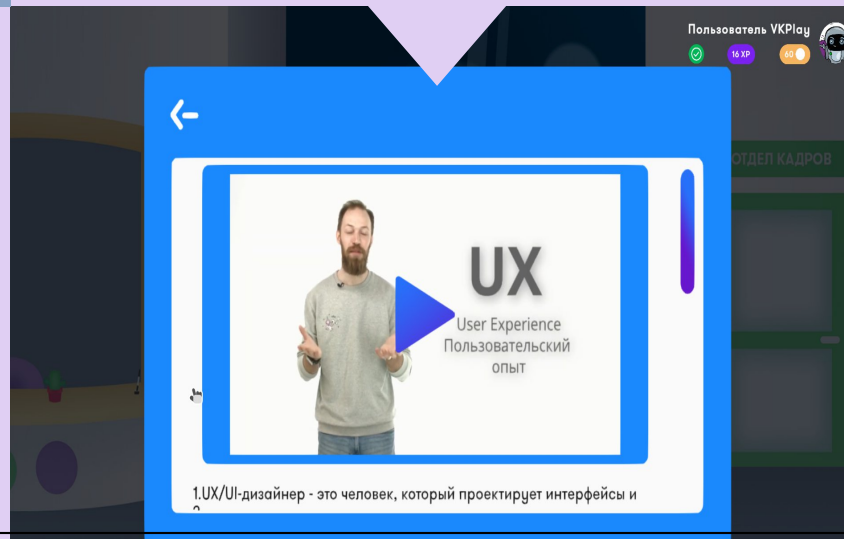 Пользователь VKPlay
16 XP
60
ОТДЕЛ КАДРОВ
UX
User Experience
Пользовательский
опыт
1.UX/UI-дизайнер - это человек, который проектирует интерфейсы и